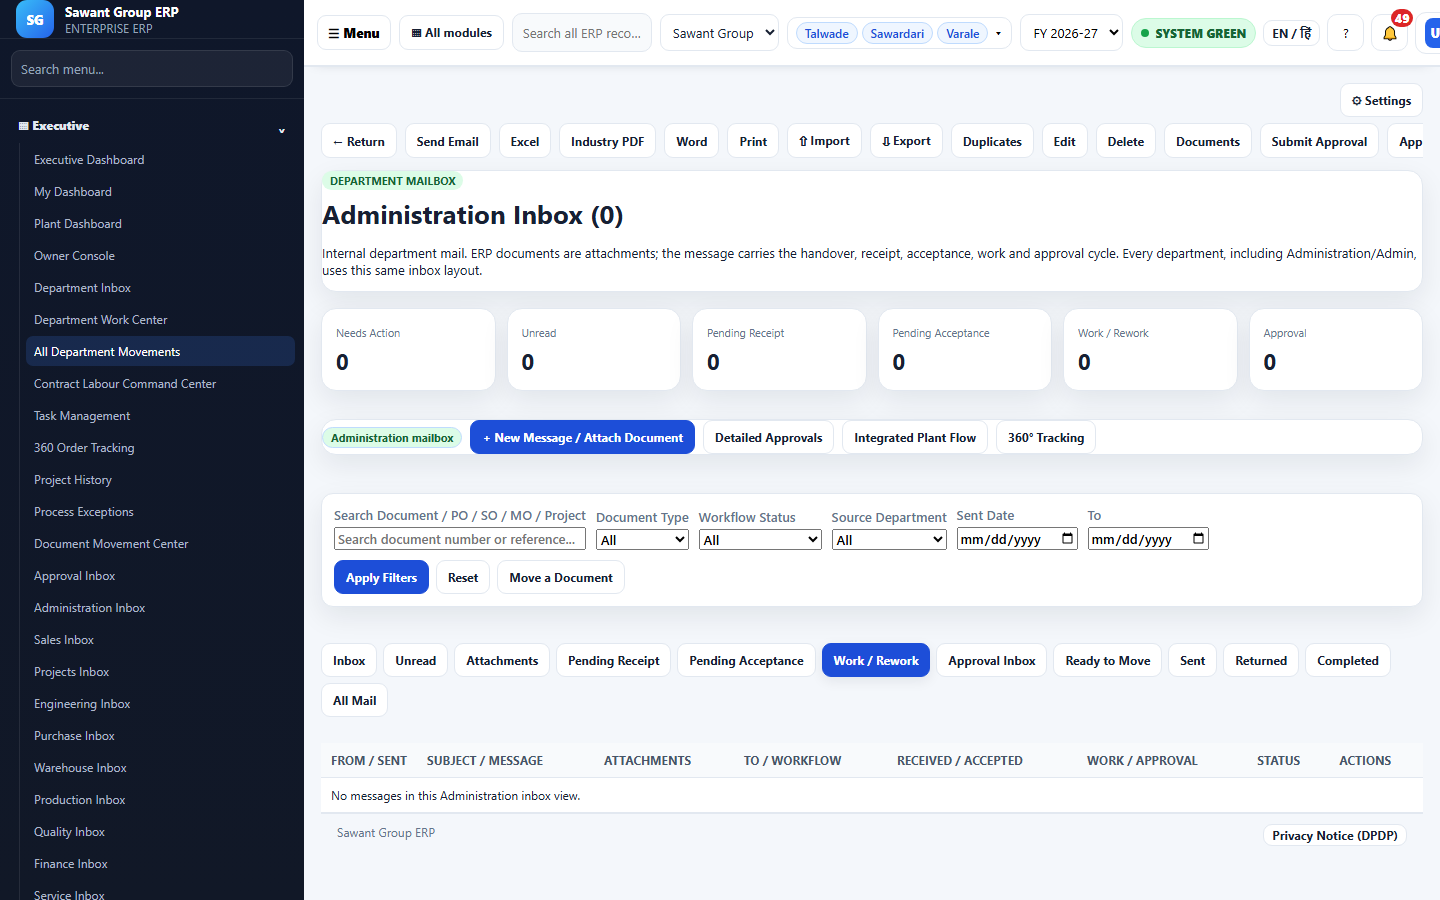 SG
Sawant Group ERP
ENTERPRISE ERP
Search menu...
Executive
Executive Dashboard
My Dashboard
Plant Dashboard
Owner Console
Department Inbox
Department Work Center
All Department Movements
Contract Labour Command Center
Task Management
360 Order Tracking
Project History
Process Exceptions
Document Movement Center
Approval Inbox
Administration Inbox
Sales Inbox
Projects Inbox
Engineering Inbox
Purchase Inbox
Warehouse Inbox
Production Inbox
Quality Inbox
Finance Inbox
Service Inbox
☰ Menu
All modules
Search all ERP reco...
Sawant Group
Talwade
Sawardari
Varale
FY 2026-27
SYSTEM GREEN
EN / हिं
?
49
U
⚙ Settings
← Return
Send Email
Excel
Industry PDF
Word
Print
⇧ Import
⇩ Export
Duplicates
Edit
Delete
Documents
Submit Approval
App
DEPARTMENT MAILBOX
Administration Inbox (0)
Internal department mail. ERP documents are attachments; the message carries the handover, receipt, acceptance, work and approval cycle. Every department, including Administration/Admin,
uses this same inbox layout.
Needs Action
0
Unread
0
Pending Receipt
0
Pending Acceptance
0
Work / Rework
0
Approval
0
Administration mailbox
+ New Message / Attach Document
Detailed Approvals
Integrated Plant Flow
360° Tracking
Search Document / PO / SO / MO / Project
Search document number or reference...
Document Type
All
Workflow Status
All
Source Department
All
Sent Date
mm/dd/yyyy
To
mm/dd/yyyy
Apply Filters
Reset
Move a Document
Inbox
Unread
Attachments
Pending Receipt
Pending Acceptance
Work / Rework
Approval Inbox
Ready to Move
Sent
Returned
Completed
All Mail
FROM / SENT
SUBJECT / MESSAGE
ATTACHMENTS
TO / WORKFLOW
RECEIVED / ACCEPTED
WORK / APPROVAL
STATUS
ACTIONS
No messages in this Administration inbox view.
Sawant Group ERP
Privacy Notice (DPDP)